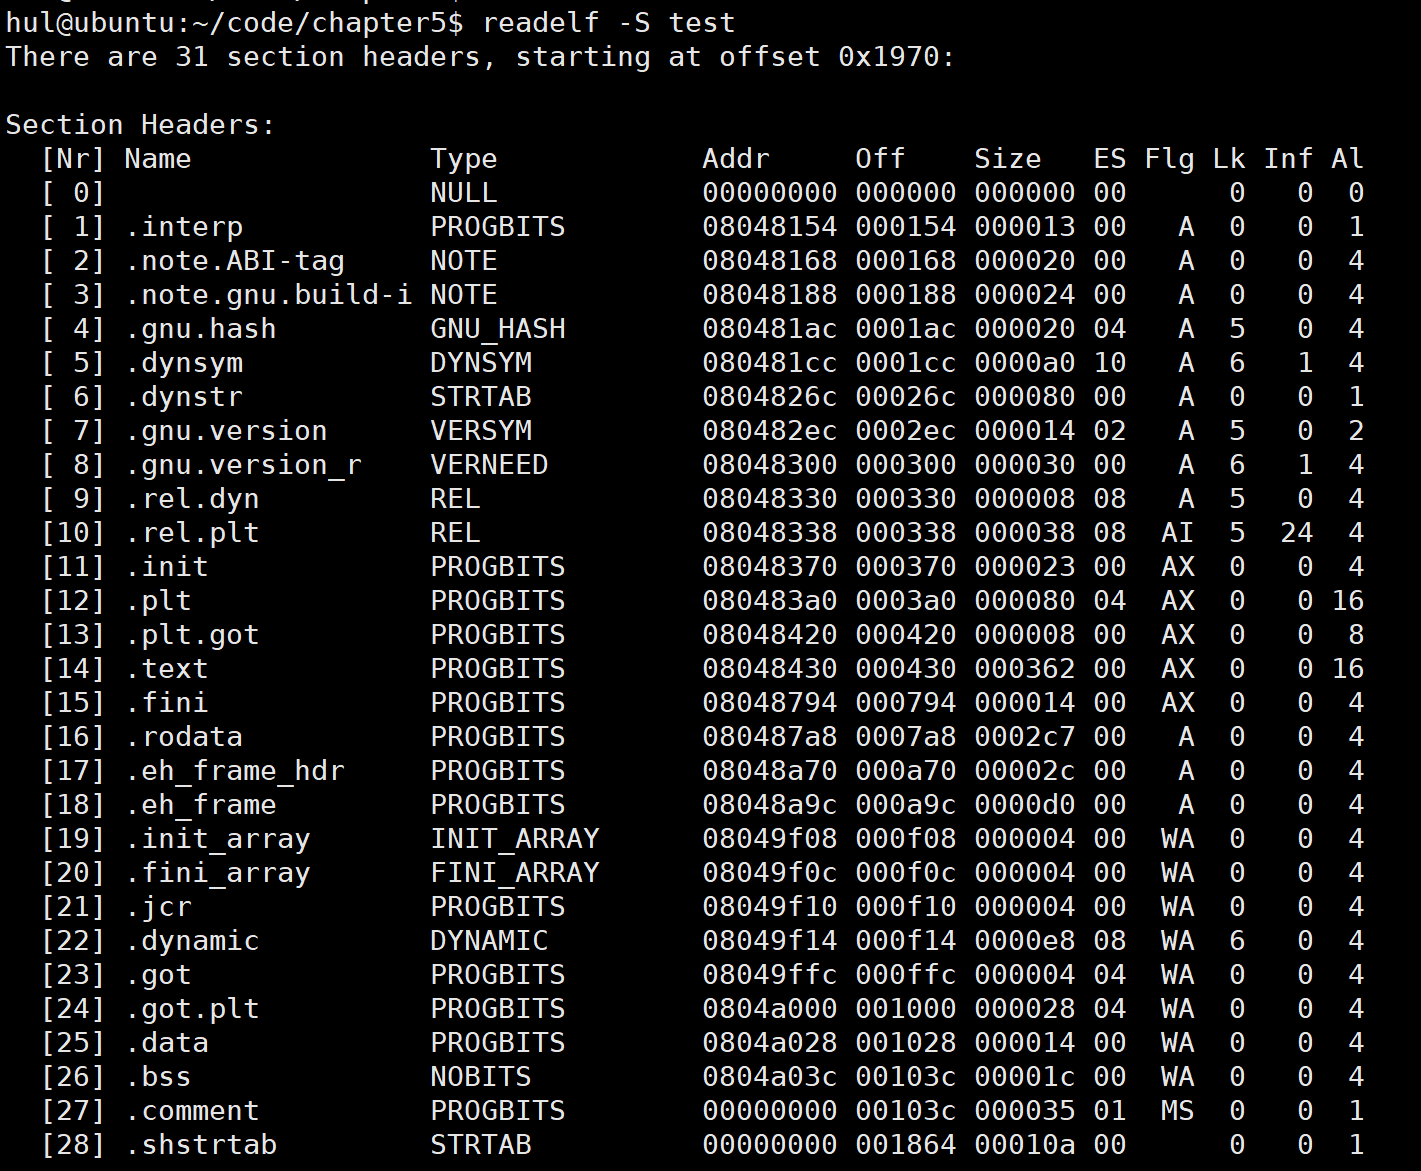 hul@ubuntu:~/code/chapter5$ readelf -S test
There are 31 section headers, starting at offset 0x1970:
Section Headers:
  [Nr] Name              Type            Addr     Off    Size   ES Flg Lk Inf Al
  [ 0]                   NULL            00000000 000000 000000 00      0   0  0
  [ 1] .interp           PROGBITS        08048154 000154 000013 00   A  0   0  1
  [ 2] .note.ABI-tag     NOTE            08048168 000168 000020 00   A  0   0  4
  [ 3] .note.gnu.build-i NOTE            08048188 000188 000024 00   A  0   0  4
  [ 4] .gnu.hash         GNU_HASH        080481ac 0001ac 000020 04   A  5   0  4
  [ 5] .dynsym           DYNSYM          080481cc 0001cc 0000a0 10   A  6   1  4
  [ 6] .dynstr           STRTAB          0804826c 00026c 000080 00   A  0   0  1
  [ 7] .gnu.version      VERSYM          080482ec 0002ec 000014 02   A  5   0  2
  [ 8] .gnu.version_r    VERNEED         08048300 000300 000030 00   A  6   1  4
  [ 9] .rel.dyn          REL             08048330 000330 000008 08   A  5   0  4
  [10] .rel.plt          REL             08048338 000338 000038 08  AI  5  24  4
  [11] .init             PROGBITS        08048370 000370 000023 00  AX  0   0  4
  [12] .plt              PROGBITS        080483a0 0003a0 000080 04  AX  0   0 16
  [13] .plt.got          PROGBITS        08048420 000420 000008 00  AX  0   0  8
  [14] .text             PROGBITS        08048430 000430 000362 00  AX  0   0 16
  [15] .fini             PROGBITS        08048794 000794 000014 00  AX  0   0  4
  [16] .rodata           PROGBITS        080487a8 0007a8 0002c7 00   A  0   0  4
  [17] .eh_frame_hdr     PROGBITS        08048a70 000a70 00002c 00   A  0   0  4
  [18] .eh_frame         PROGBITS        08048a9c 000a9c 0000d0 00   A  0   0  4
  [19] .init_array       INIT_ARRAY      08049f08 000f08 000004 00  WA  0   0  4
  [20] .fini_array       FINI_ARRAY      08049f0c 000f0c 000004 00  WA  0   0  4
  [21] .jcr              PROGBITS        08049f10 000f10 000004 00  WA  0   0  4
  [22] .dynamic          DYNAMIC         08049f14 000f14 0000e8 08  WA  6   0  4
  [23] .got              PROGBITS        08049ffc 000ffc 000004 04  WA  0   0  4
  [24] .got.plt          PROGBITS        0804a000 001000 000028 04  WA  0   0  4
  [25] .data             PROGBITS        0804a028 001028 000014 00  WA  0   0  4
  [26] .bss              NOBITS          0804a03c 00103c 00001c 00  WA  0   0  4
  [27] .comment          PROGBITS        00000000 00103c 000035 01  MS  0   0  1
  [28] .shstrtab         STRTAB          00000000 001864 00010a 00      0   0  1